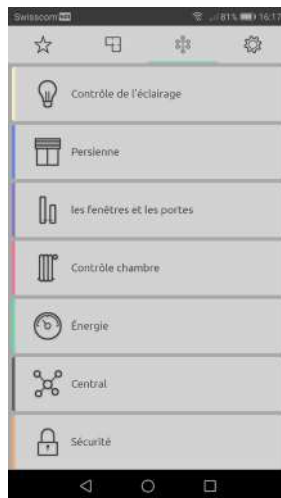 Swisscom
81% 16:17
Contrôle de l'éclairage
Persienne
les fenêtres et les portes
Contrôle chambre
Énergie
Central
Sécurité